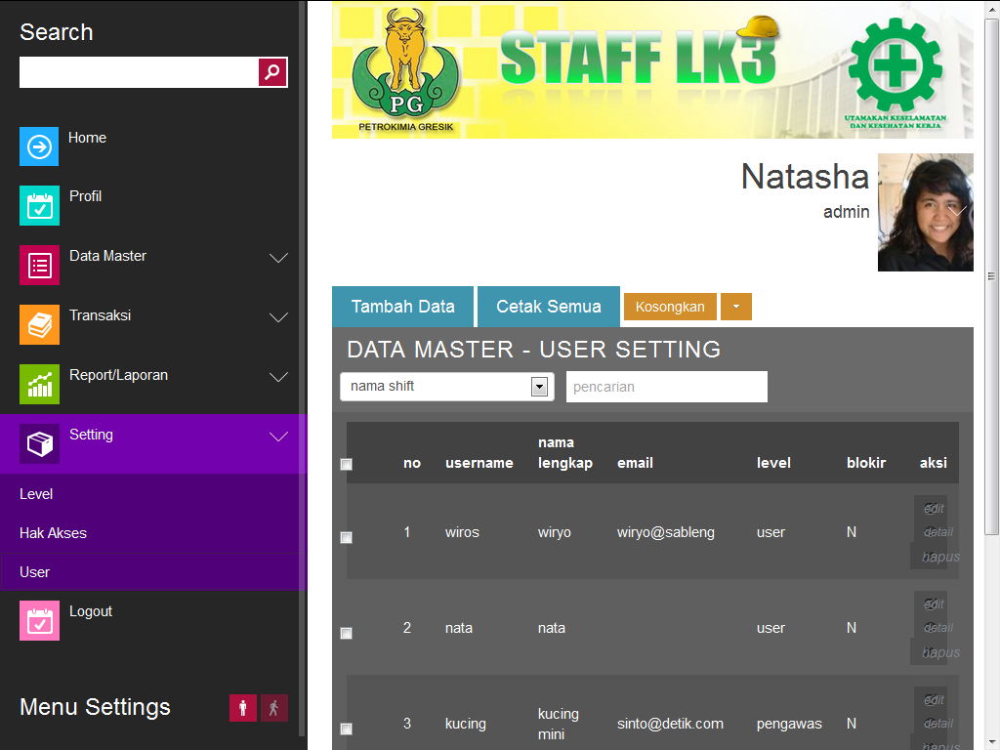 Search
Home
Profil
Data Master
Transaksi
Report/Laporan
Setting
Level
Hak Akses
User
Logout
Menu Settings
PG
PETROKIMIA GRESIK
STAFF LK3
UTAMAKAN KESELAMATAN
DAN KESEHATAN KERJA
Natasha
admin
Tambah Data
Cetak Semua
Kosongkan
DATA MASTER - USER SETTING
nama shift
pencarian
no username nama lengkap email level blokir aksi
1 wiros wiryo wiryo@sableng user N
edit
detail
hapus
2 nata nata user N
edit
detail
hapus
3 kucing kucing mini sinto@detik.com pengawas N
edit
detail
hapus